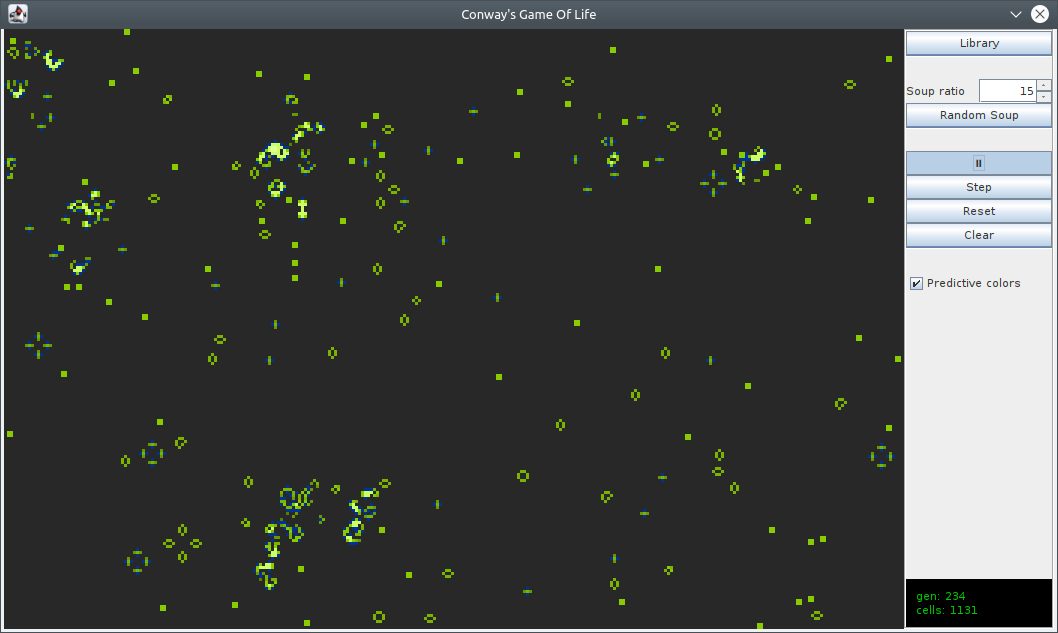 Conway's Game Of Life
Library
Soup ratio 15
Random Soup
Step
Reset
Clear
Predictive colors
gen: 234
cells: 1131